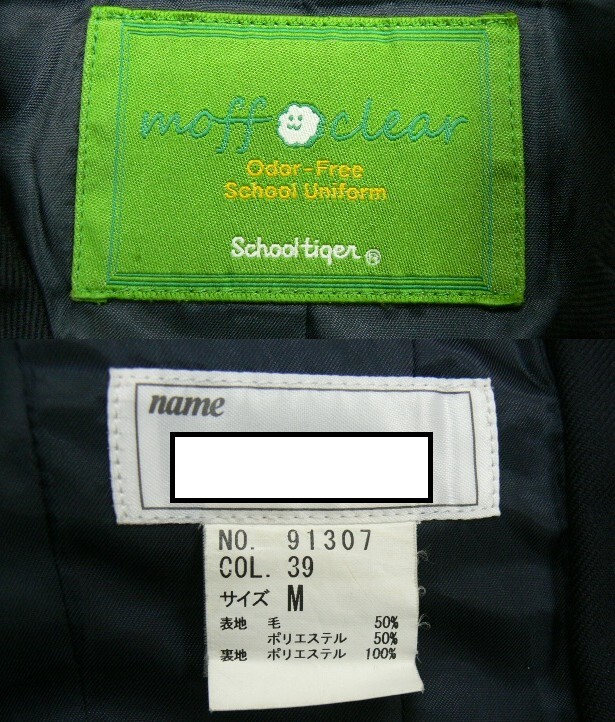 moff clear
Odor-Free
School Uniform
Schooltiger®
name
NO. 91307
COL. 39
サイズ M
表地 毛 50%
ポリエステル 50%
裏地 ポリエステル 100%